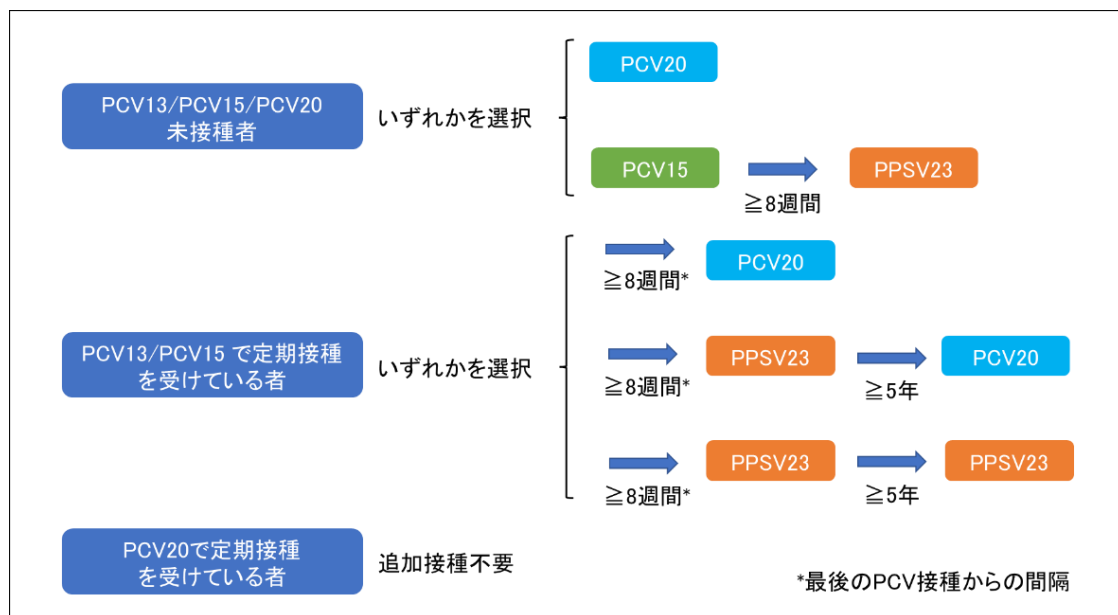 PCV13/PCV15/PCV20
未接種者
いずれかを選択
PCV20
PCV15
≧8週間
PPSV23
PCV13/PCV15 で定期接種
を受けている者
いずれかを選択
≧8週間*
PCV20
≧8週間*
PPSV23
≧5年
PCV20
≧8週間*
PPSV23
≧5年
PPSV23
PCV20で定期接種
を受けている者
追加接種不要
*最後のPCV接種からの間隔